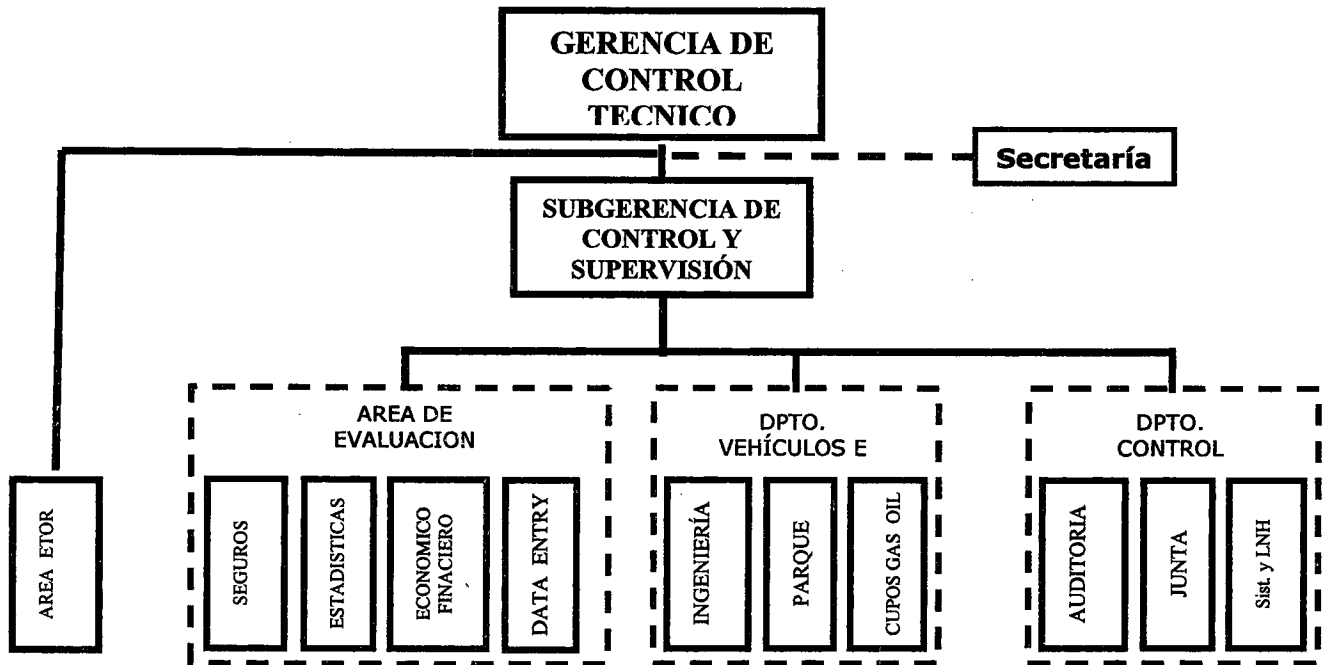 GERENCIA DE
CONTROL
TECNICO
Secretaría
SUBGERENCIA DE
CONTROL Y
SUPERVISIÓN
AREA DE
EVALUACION
DPTO.
VEHÍCULOS E
DPTO.
CONTROL
AREA ETOR
SEGUROS
ESTADISTICAS
ECONOMICO
FINACIERO
DATA ENTRY
INGENIERÍA
PARQUE
CUPOS GAS OIL
AUDITORIA
JUNTA
Sist. y LNH